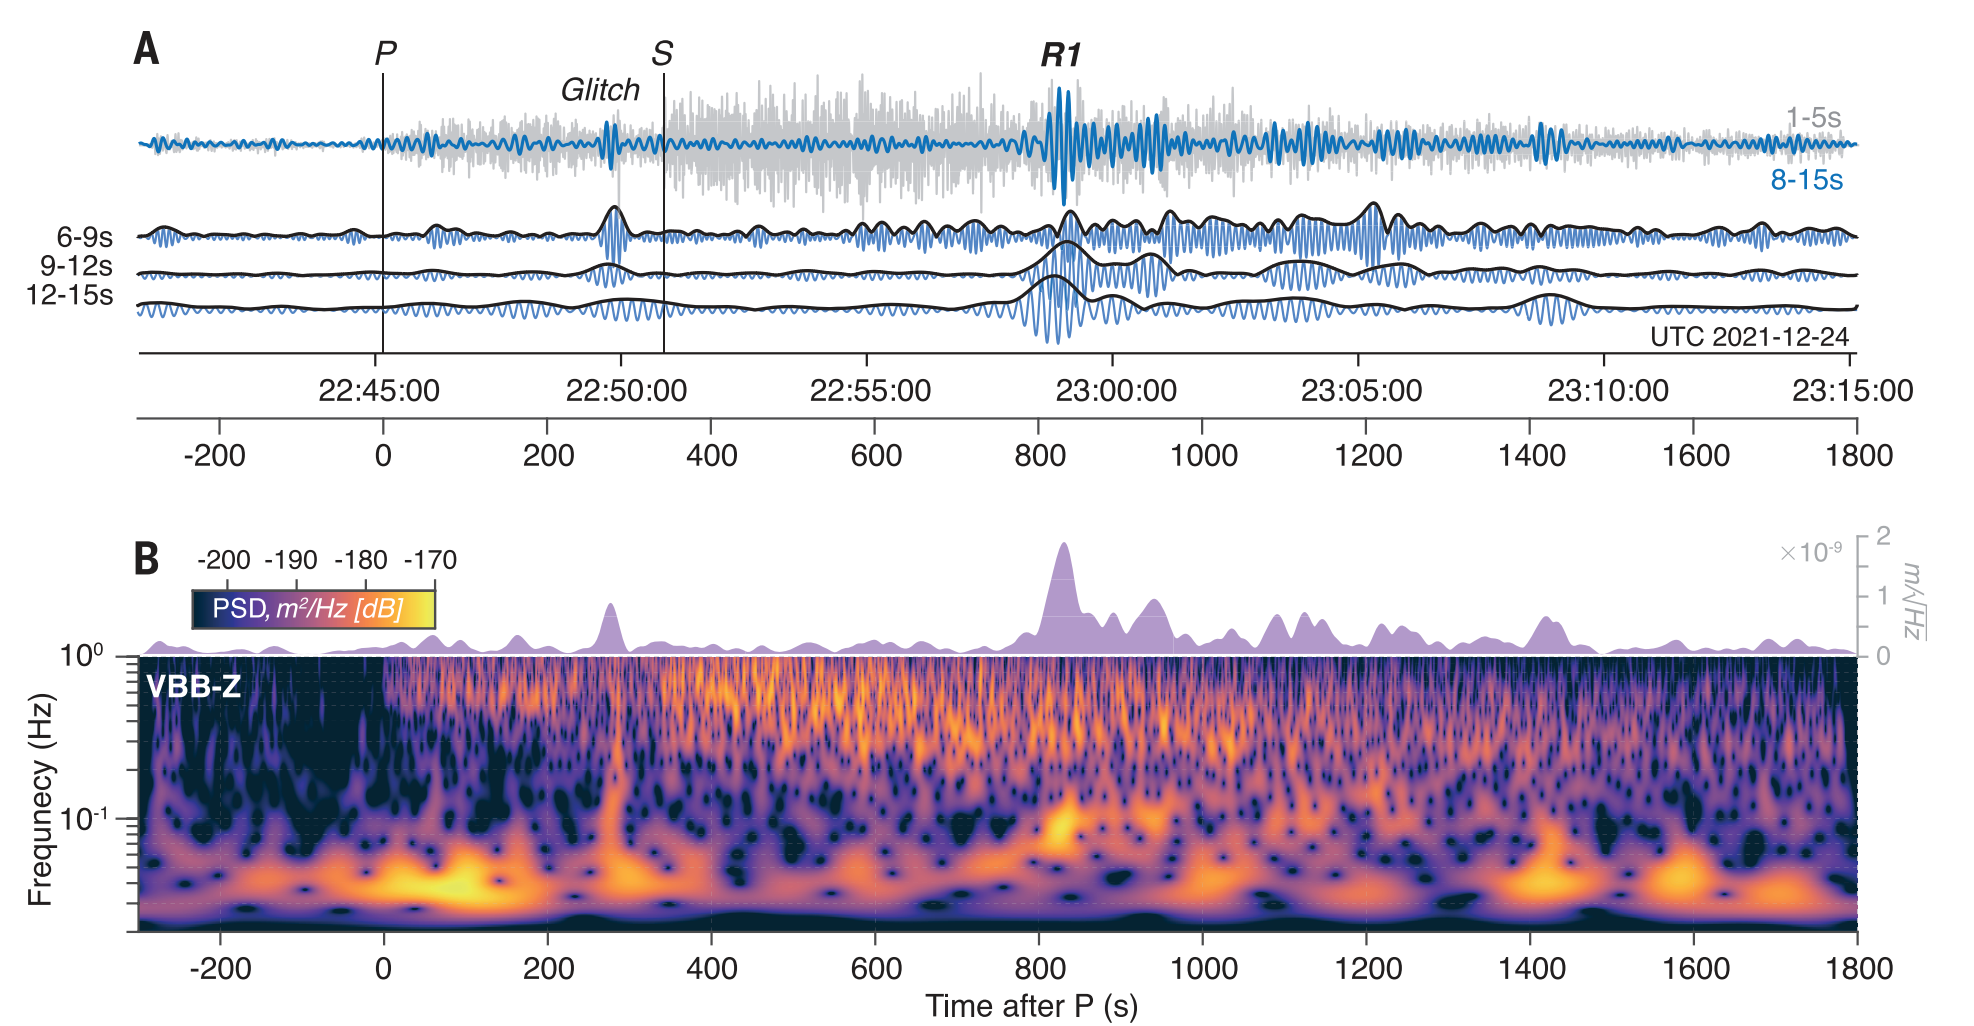 A
P
S
R1
Glitch
1-5s
8-15s
6-9s
9-12s
12-15s
UTC 2021-12-24
22:45:00 22:50:00 22:55:00 23:00:00 23:05:00 23:10:00 23:15:00
-200 0 200 400 600 800 1000 1200 1400 1600 1800
B
-200 -190 -180 -170
PSD, m²/Hz [dB]
×10⁻⁹
2
1
0
m/√Hz
VBB-Z
10⁰
10⁻¹
Frequnecy (Hz)
-200 0 200 400 600 800 1000 1200 1400 1600 1800
Time after P (s)